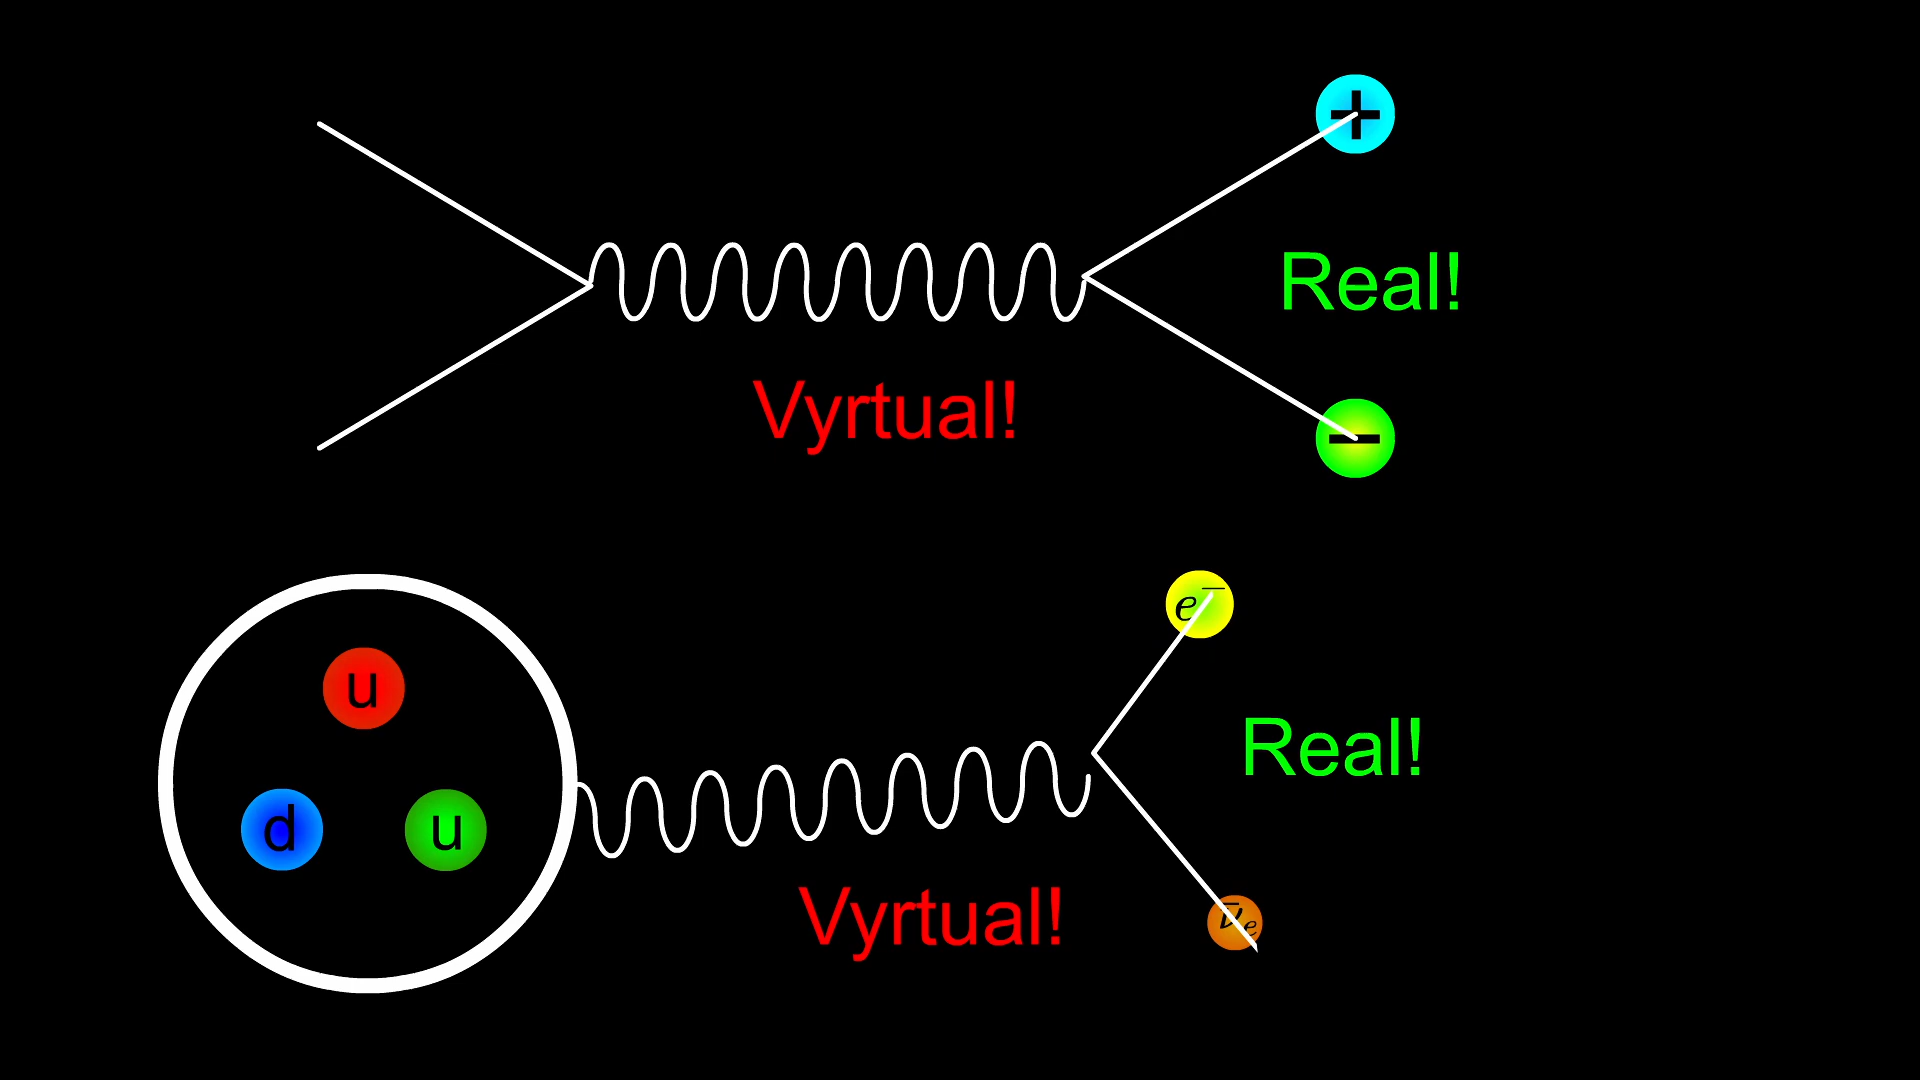 +
Real!
Vyrtual!
−
e⁻
u
Real!
d u
Vyrtual!
ν̄ₑ